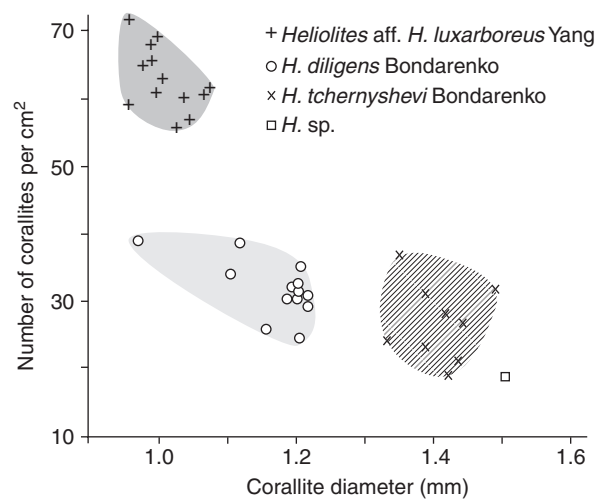 70
50
30
10
Number of corallites per cm²
+ Heliolites aff. H. luxarboreus Yang
○ H. diligens Bondarenko
× H. tchernyshevi Bondarenko
□ H. sp.
1.0 1.2 1.4 1.6
Corallite diameter (mm)